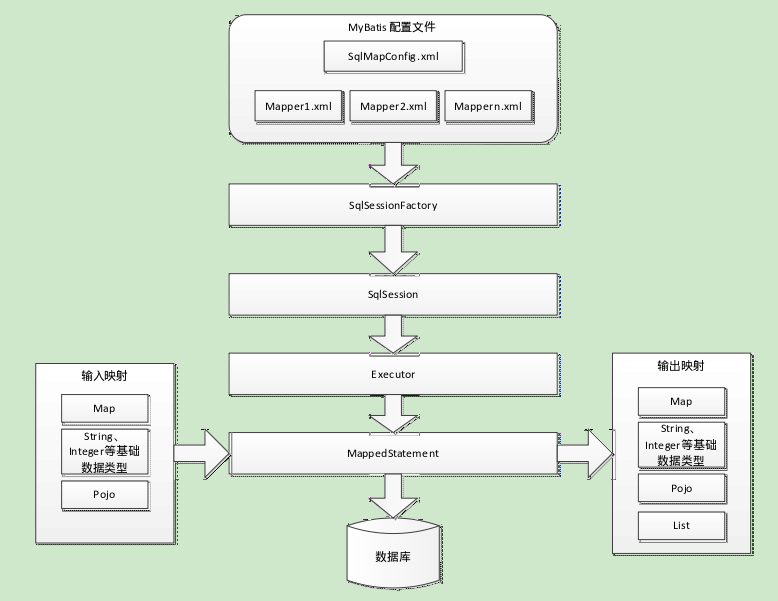 MyBatis 配置文件
SqlMapConfig.xml
Mapper1.xml
Mapper2.xml
Mappern.xml
SqlSessionFactory
SqlSession
Executor
MappedStatement
数据库
输入映射
Map
String、
Integer等基础
数据类型
Pojo
输出映射
Map
String、
Integer等基础
数据类型
Pojo
List